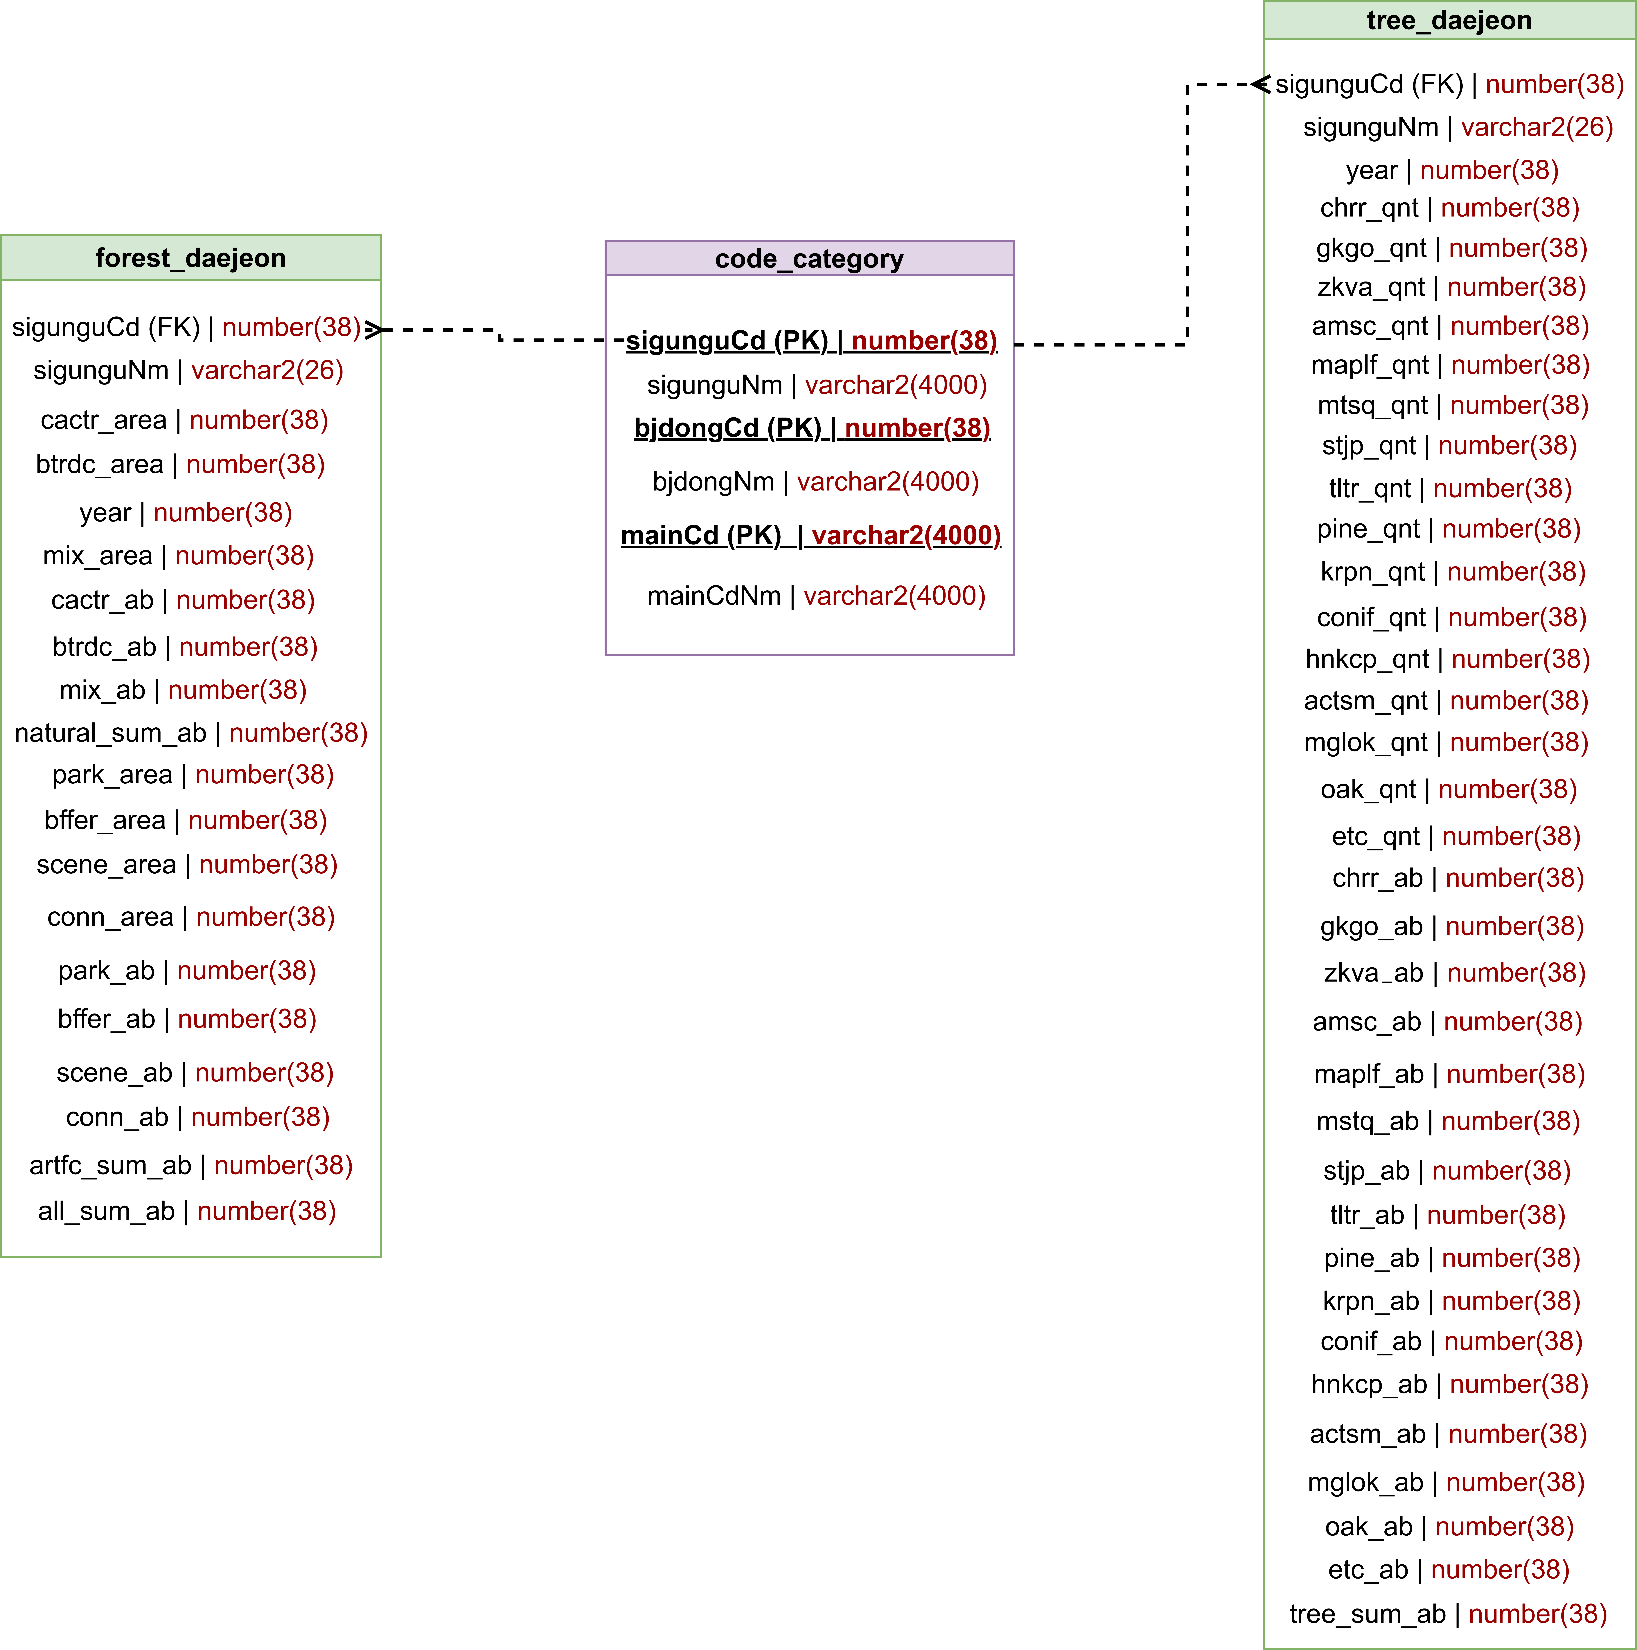 forest_daejeon
sigunguCd (FK) | number(38)
sigunguNm | varchar2(26)
cactr_area | number(38)
btrdc_area | number(38)
year | number(38)
mix_area | number(38)
cactr_ab | number(38)
btrdc_ab | number(38)
mix_ab | number(38)
natural_sum_ab | number(38)
park_area | number(38)
bffer_area | number(38)
scene_area | number(38)
conn_area | number(38)
park_ab | number(38)
bffer_ab | number(38)
scene_ab | number(38)
conn_ab | number(38)
artfc_sum_ab | number(38)
all_sum_ab | number(38)
code_category
sigunguCd (PK) | number(38)
sigunguNm | varchar2(4000)
bjdongCd (PK) | number(38)
bjdongNm | varchar2(4000)
mainCd (PK) | varchar2(4000)
mainCdNm | varchar2(4000)
tree_daejeon
sigunguCd (FK) | number(38)
sigunguNm | varchar2(26)
year | number(38)
chrr_qnt | number(38)
gkgo_qnt | number(38)
zkva_qnt | number(38)
amsc_qnt | number(38)
maplf_qnt | number(38)
mtsq_qnt | number(38)
stjp_qnt | number(38)
tltr_qnt | number(38)
pine_qnt | number(38)
krpn_qnt | number(38)
conif_qnt | number(38)
hnkcp_qnt | number(38)
actsm_qnt | number(38)
mglok_qnt | number(38)
oak_qnt | number(38)
etc_qnt | number(38)
chrr_ab | number(38)
gkgo_ab | number(38)
zkva_ab | number(38)
amsc_ab | number(38)
maplf_ab | number(38)
mstq_ab | number(38)
stjp_ab | number(38)
tltr_ab | number(38)
pine_ab | number(38)
krpn_ab | number(38)
conif_ab | number(38)
hnkcp_ab | number(38)
actsm_ab | number(38)
mglok_ab | number(38)
oak_ab | number(38)
etc_ab | number(38)
tree_sum_ab | number(38)